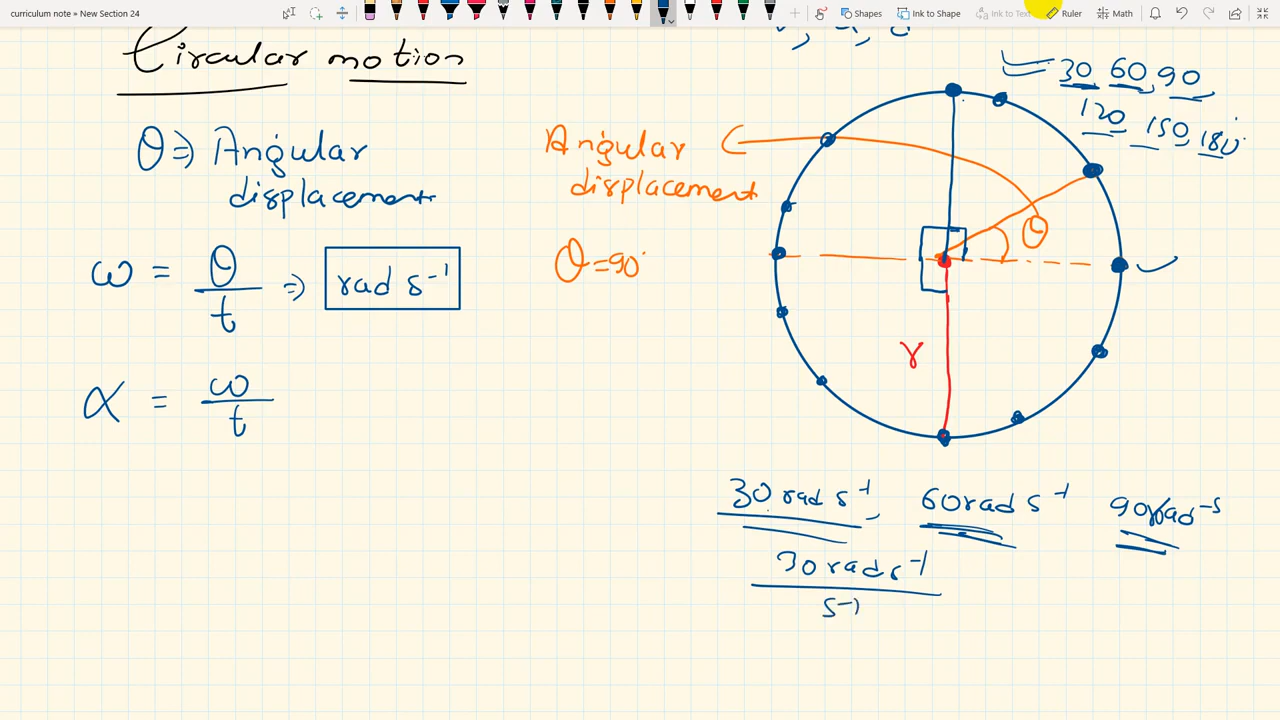 curriculum note » New Section 24
Shapes
Ink to Shape
Ink to Text
Ruler
Math
Circular motion
30 60, 90
120, 150, 180°
θ ⇒ Angular
displacement
Angular
displacement
θ
θ=90°
ω = θ/t ⇒ rad s⁻¹
r
α = ω/t
30 rad s⁻¹, 60 rad s⁻¹ 90 rad⁻ˢ
30 rad s⁻¹
s⁻¹